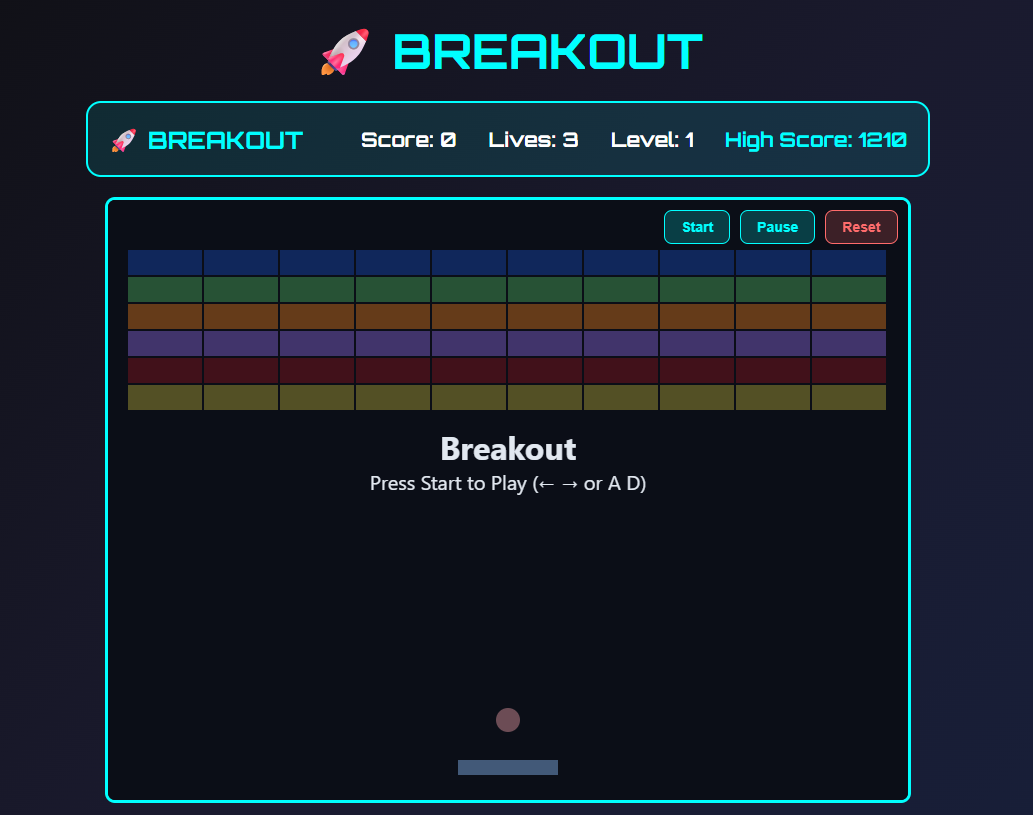 🚀 BREAKOUT
🚀 BREAKOUT Score: 0 Lives: 3 Level: 1 High Score: 1210
Start Pause Reset
Breakout
Press Start to Play (← → or A D)